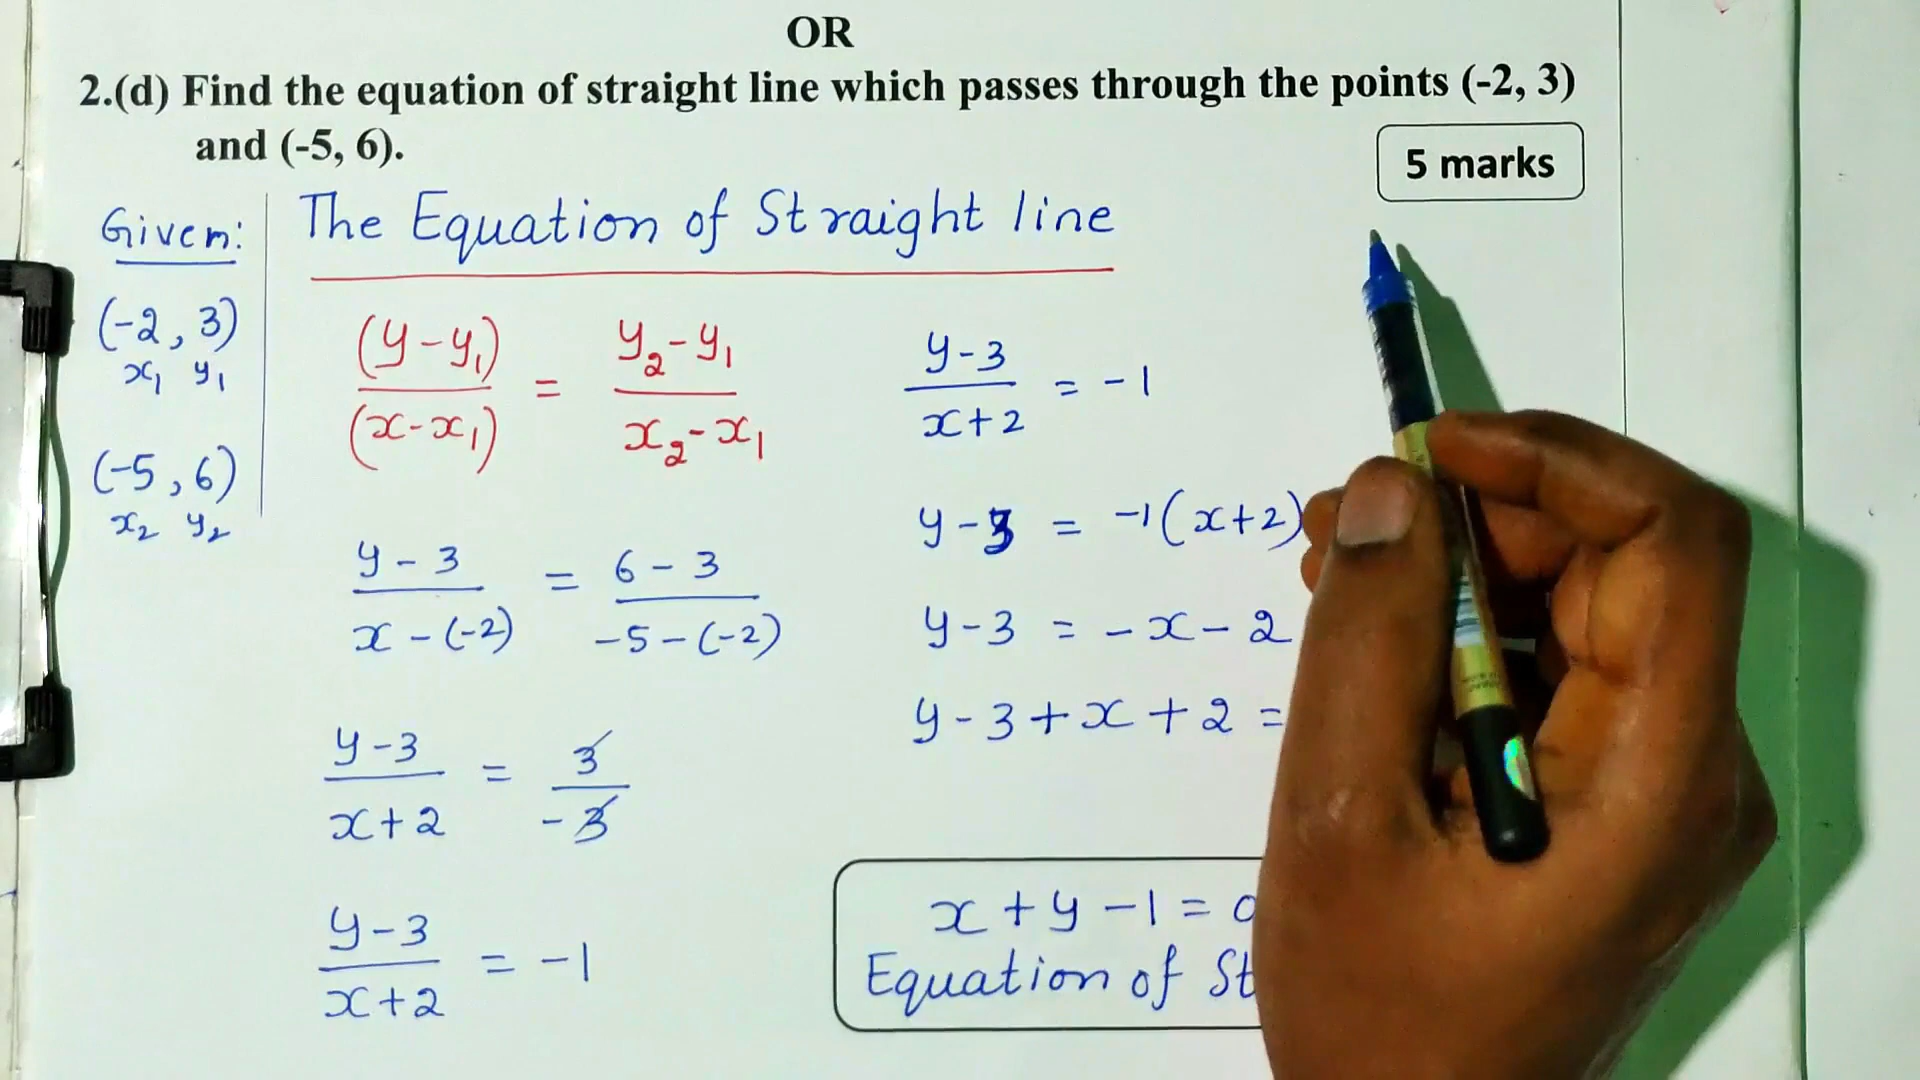 OR
2.(d) Find the equation of straight line which passes through the points (-2, 3)
and (-5, 6).
5 marks
Given:
(-2, 3)
x₁ y₁
(-5, 6)
x₂ y₂
The Equation of Straight line
(y-y₁)/(x-x₁) = (y₂-y₁)/(x₂-x₁)
(y-3)/(x-(-2)) = (6-3)/(-5-(-2))
(y-3)/(x+2) = 3/-3
(y-3)/(x+2) = -1
(y-3)/(x+2) = -1
y-3 = -1(x+2)
y-3 = -x-2
y-3+x+2 =
x+y-1=0
Equation of St